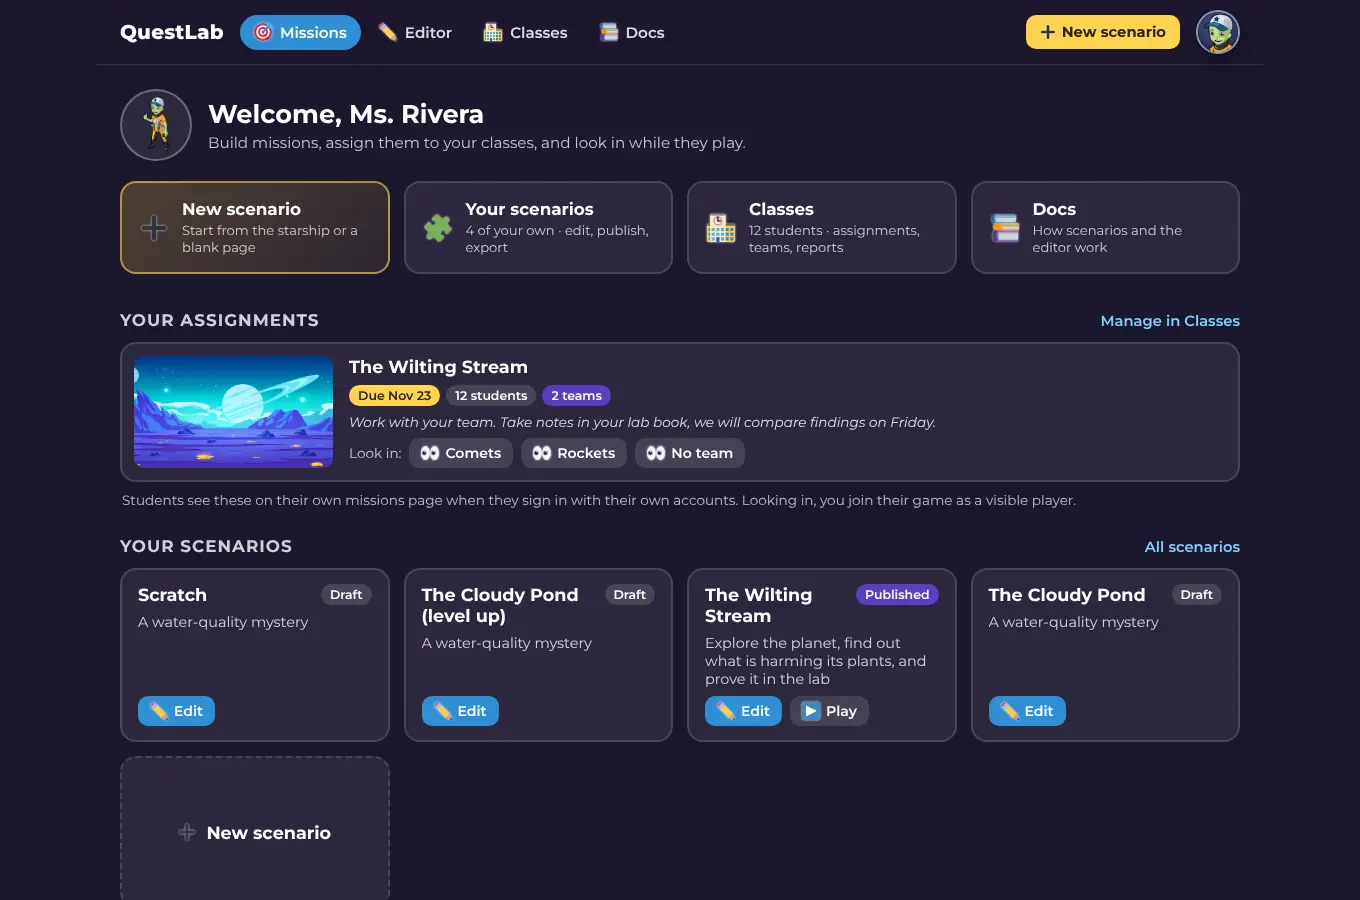 QuestLab
Missions
Editor
Classes
Docs
New scenario
Welcome, Ms. Rivera
Build missions, assign them to your classes, and look in while they play.
New scenario
Start from the starship or a
blank page
Your scenarios
4 of your own · edit, publish,
export
Classes
12 students · assignments,
teams, reports
Docs
How scenarios and the
editor work
YOUR ASSIGNMENTS
Manage in Classes
The Wilting Stream
Due Nov 23
12 students
2 teams
Work with your team. Take notes in your lab book, we will compare findings on Friday.
Look in:
Comets
Rockets
No team
Students see these on their own missions page when they sign in with their own accounts. Looking in, you join their game as a visible player.
YOUR SCENARIOS
All scenarios
Scratch
Draft
A water-quality mystery
Edit
The Cloudy Pond
(level up)
Draft
A water-quality mystery
Edit
The Wilting
Stream
Published
Explore the planet, find out
what is harming its plants, and
prove it in the lab
Edit
Play
The Cloudy Pond
Draft
A water-quality mystery
Edit
New scenario